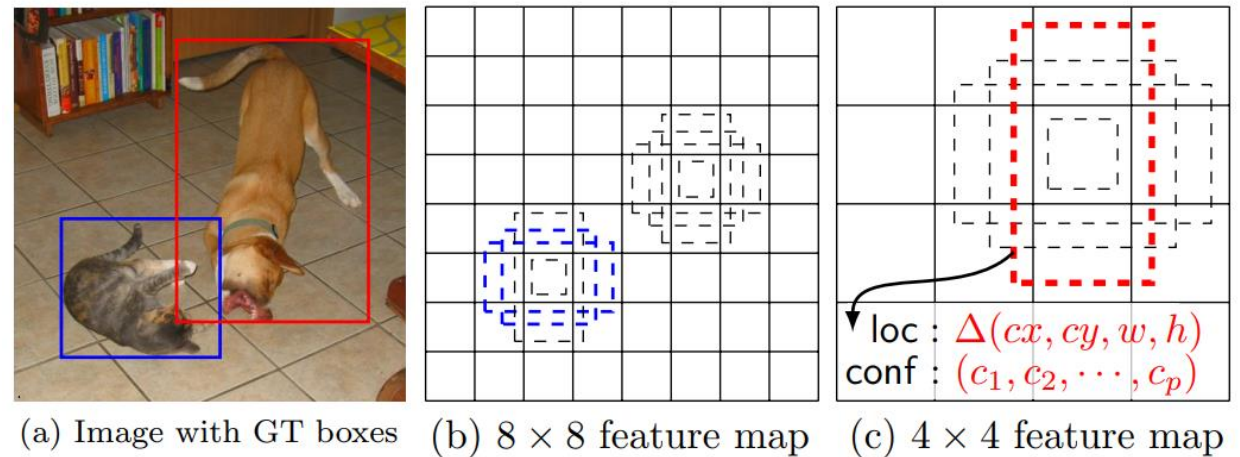 loc : Δ(cx, cy, w, h)
conf : (c₁, c₂, ⋯, cₚ)
(a) Image with GT boxes
(b) 8 × 8 feature map
(c) 4 × 4 feature map